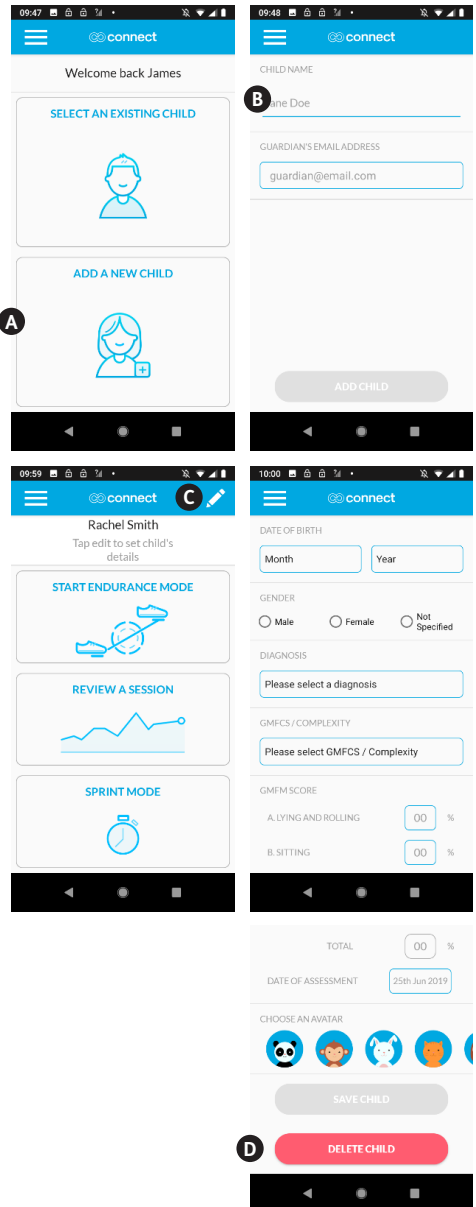 09:47
connect
Welcome back James
SELECT AN EXISTING CHILD
ADD A NEW CHILD
A
09:48
connect
CHILD NAME
B
ane Doe
GUARDIAN'S EMAIL ADDRESS
guardian@email.com
ADD CHILD
09:59
connect
C
Rachel Smith
Tap edit to set child's
details
START ENDURANCE MODE
REVIEW A SESSION
SPRINT MODE
10:00
connect
DATE OF BIRTH
Month Year
GENDER
Male Female Not
Specified
DIAGNOSIS
Please select a diagnosis
GMFCS / COMPLEXITY
Please select GMFCS / Complexity
GMFM SCORE
A. LYING AND ROLLING 00 %
B. SITTING 00 %
TOTAL 00 %
DATE OF ASSESSMENT 25th Jun 2019
CHOOSE AN AVATAR
SAVE CHILD
D
DELETE CHILD